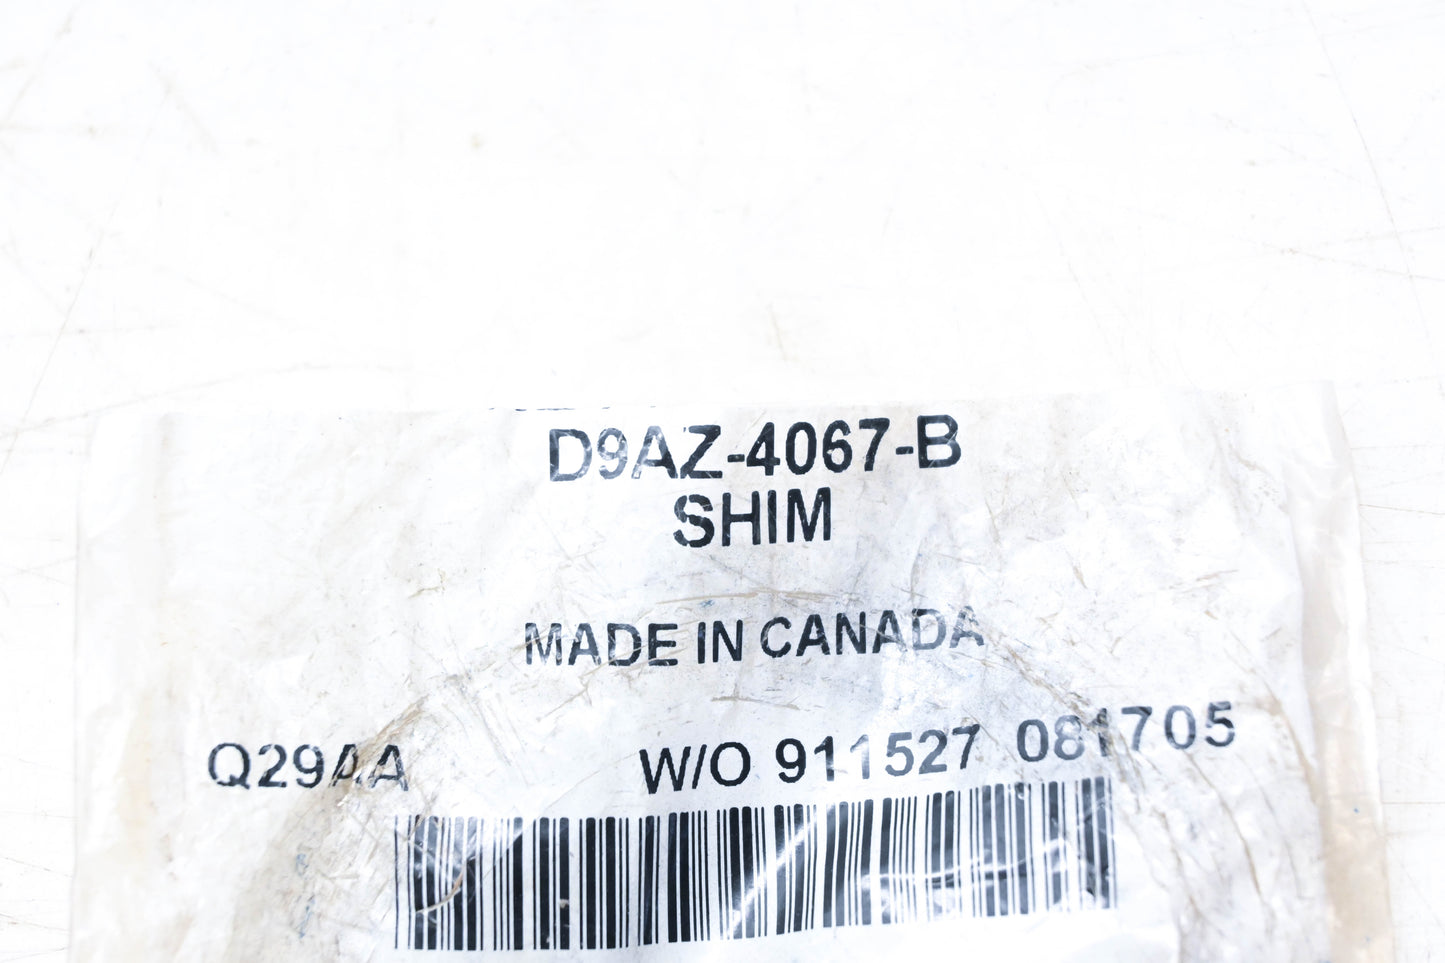 D9AZ-4067-B
SHIM
MADE IN CANADA
Q29AA W/O 911527 081705